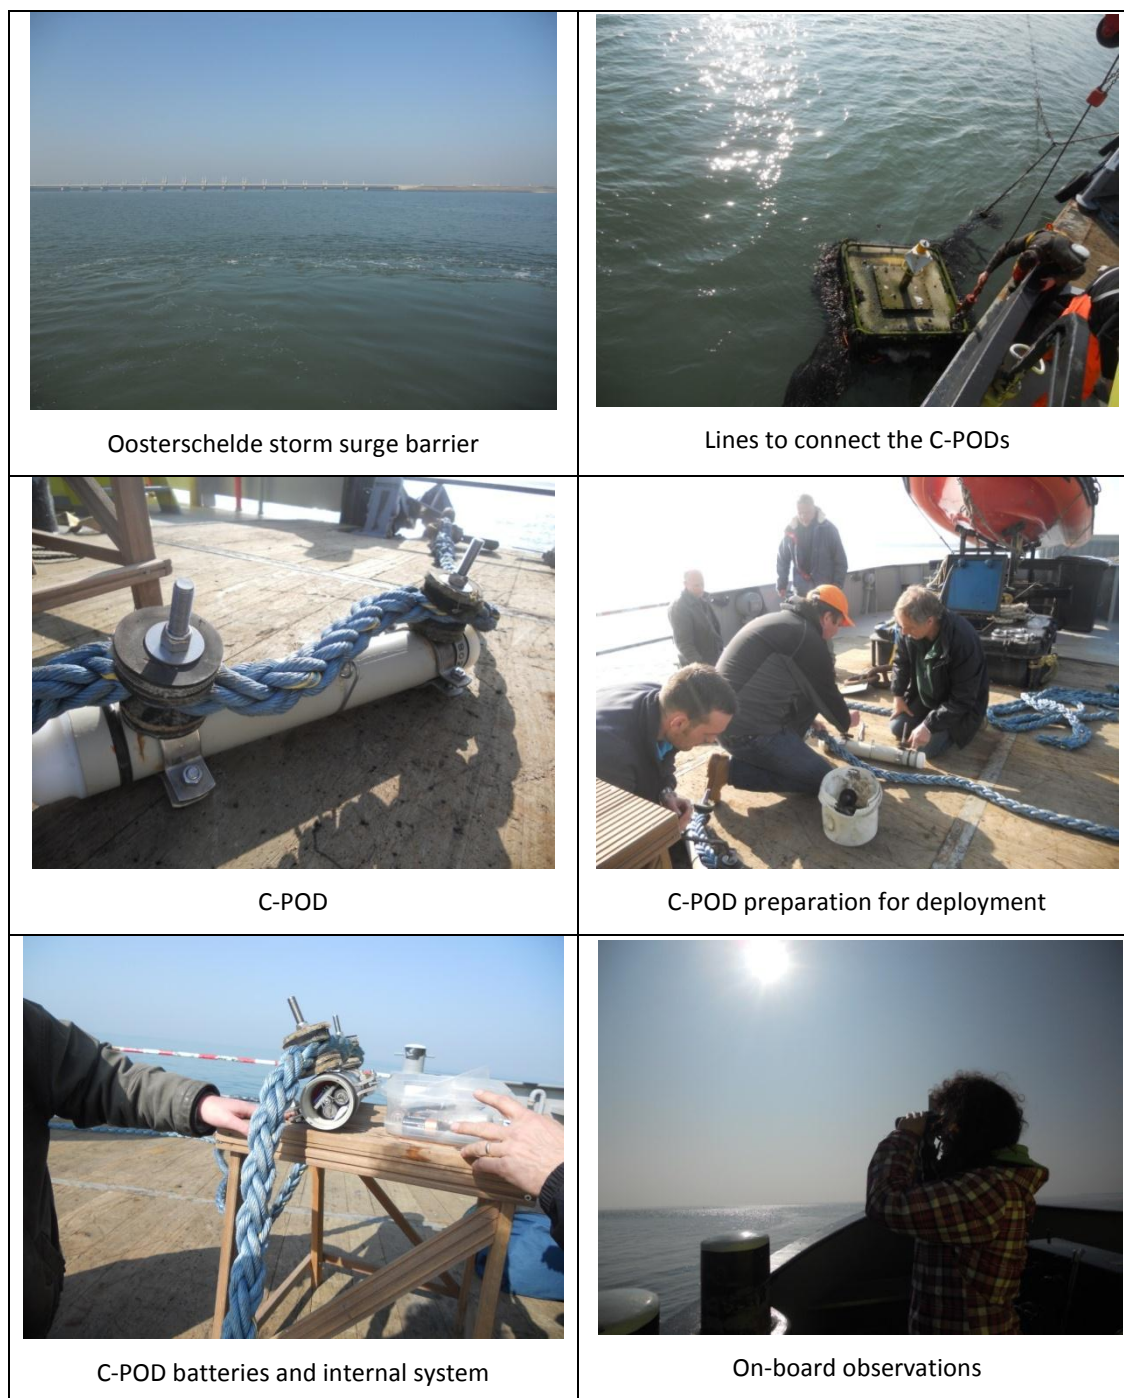 Oosterschelde storm surge barrier
Lines to connect the C-PODs
C-POD
C-POD preparation for deployment
C-POD batteries and internal system
On-board observations